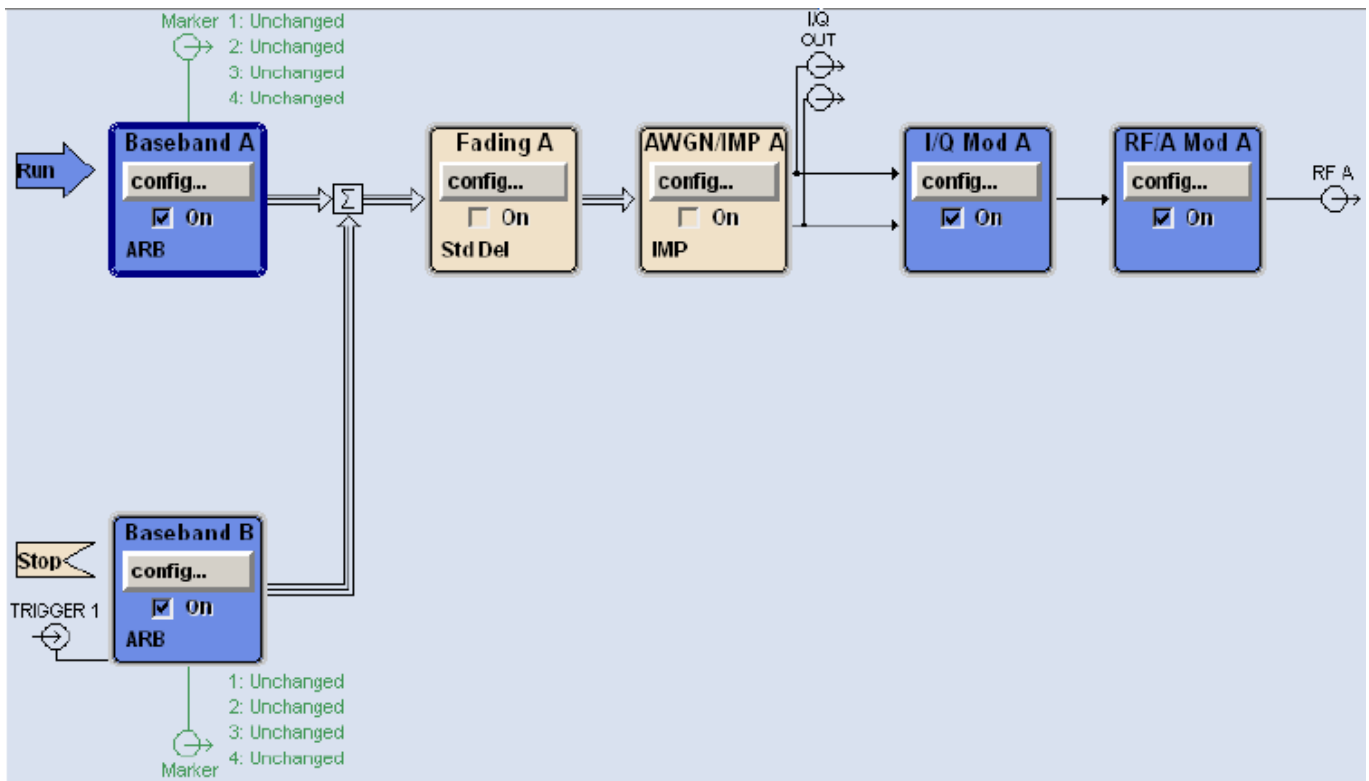 Marker 1: Unchanged
2: Unchanged
3: Unchanged
4: Unchanged
I/Q
OUT
Run
Baseband A
config...
On
ARB
Σ
Fading A
config...
On
Std Del
AWGN/IMP A
config...
On
IMP
I/Q Mod A
config...
On
RF/A Mod A
config...
On
RF A
Stop
TRIGGER 1
Baseband B
config...
On
ARB
1: Unchanged
2: Unchanged
3: Unchanged
4: Unchanged
Marker